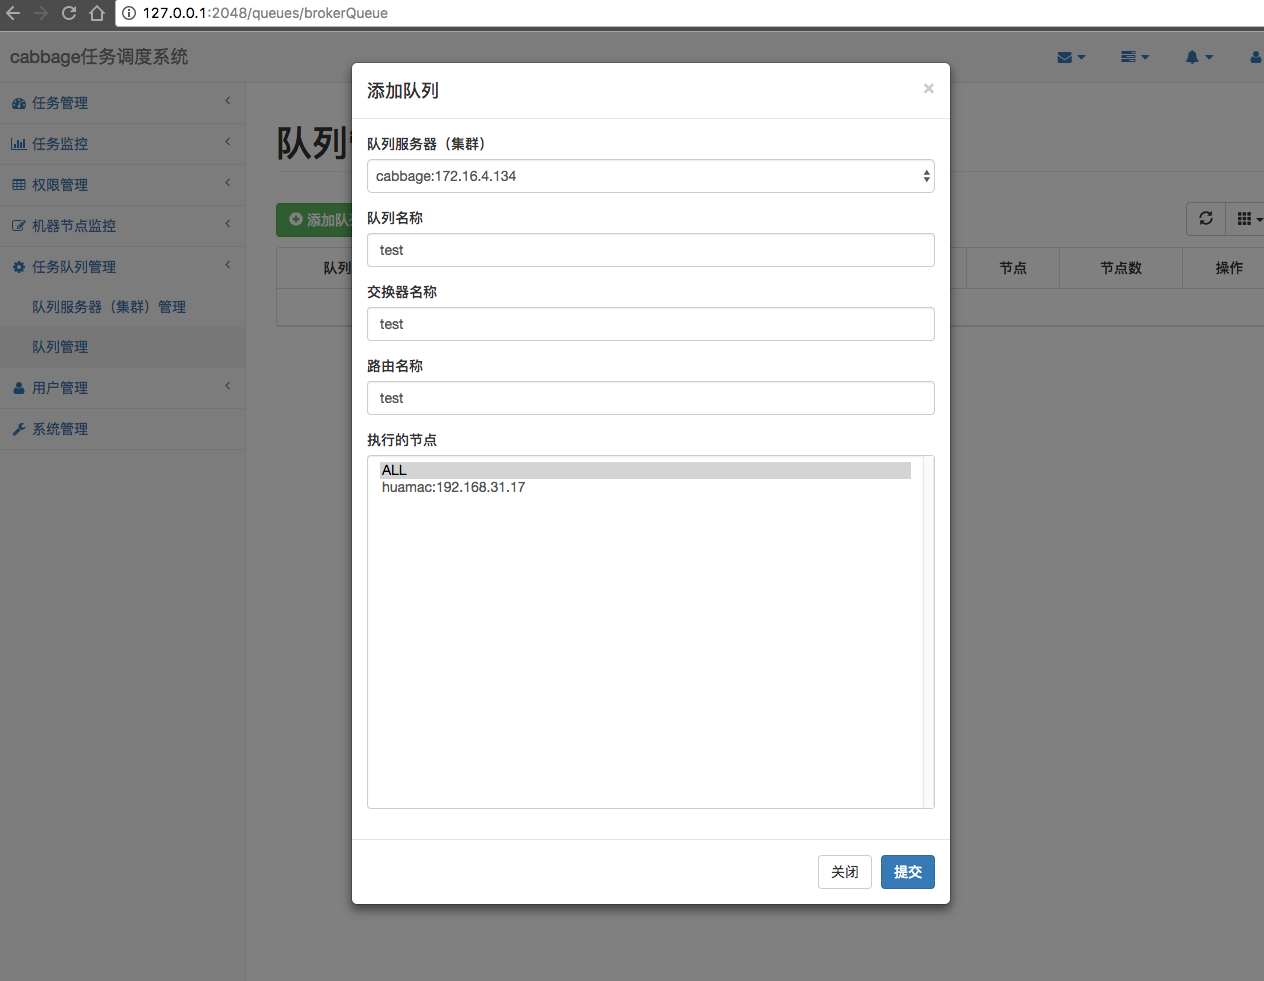 127.0.0.1:2048/queues/brokerQueue
cabbage任务调度系统
任务管理
任务监控
权限管理
机器节点监控
任务队列管理
队列服务器（集群）管理
队列管理
用户管理
系统管理
队列
添加队
队列
节点
节点数
操作
添加队列
×
队列服务器（集群）
cabbage:172.16.4.134
队列名称
test
交换器名称
test
路由名称
test
执行的节点
ALL
huamac:192.168.31.17
关闭
提交